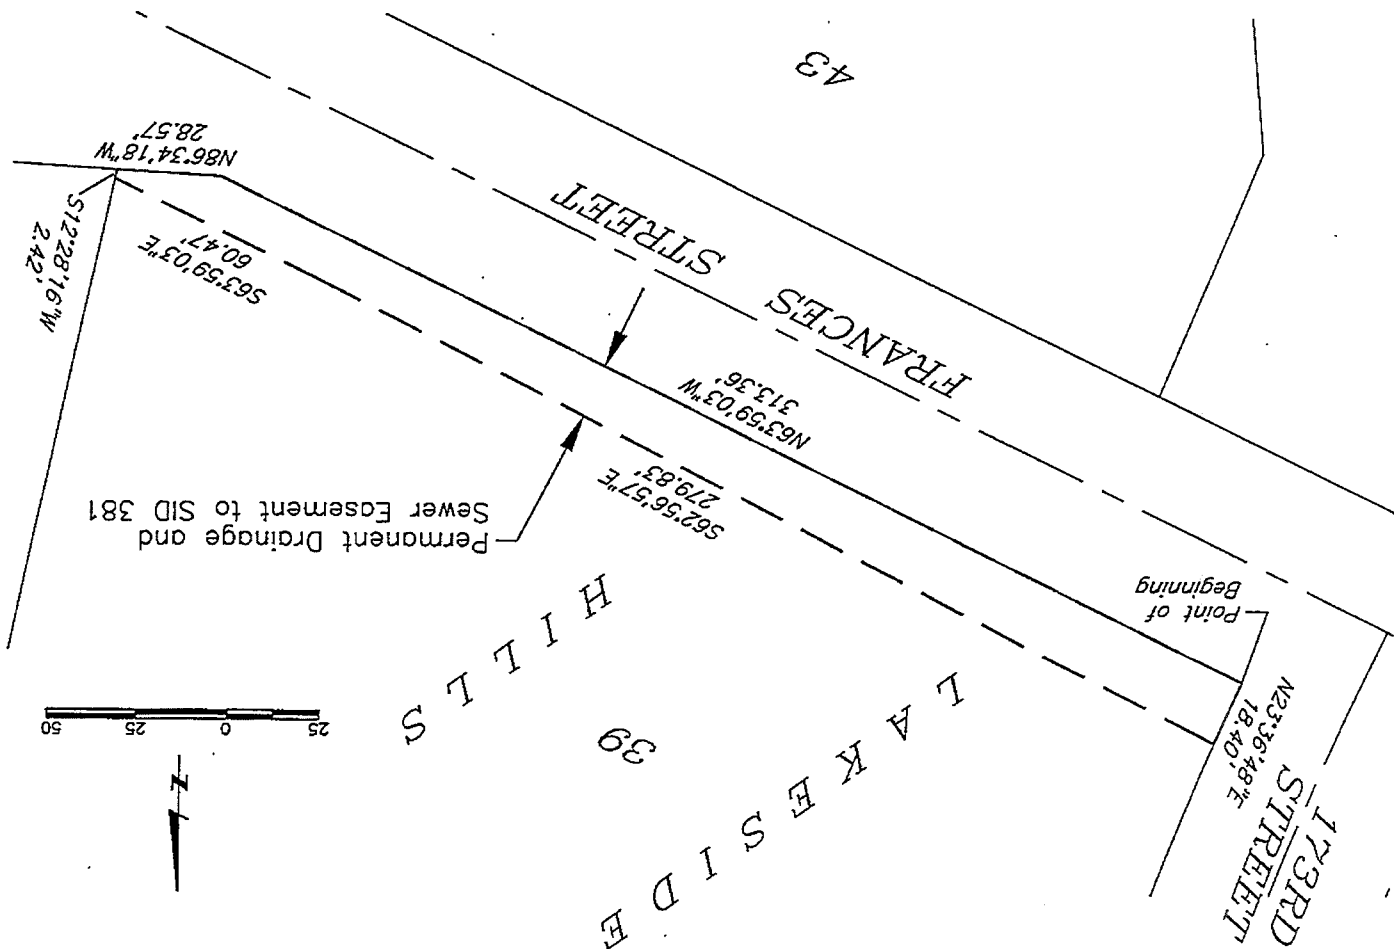 173RD
STREET
N23°36'48"E
18.40'
LAKESIDE
39
HILLS
N
50 25 0 25
Point of
Beginning
Permanent Drainage and
Sewer Easement to SID 381
S62°56'57"E
279.83'
N63°59'03"W
313.36'
FRANCES STREET
S63°59'03"E
60.47'
S12°28'16"W
2.42'
N86°34'18"W
28.57'
43